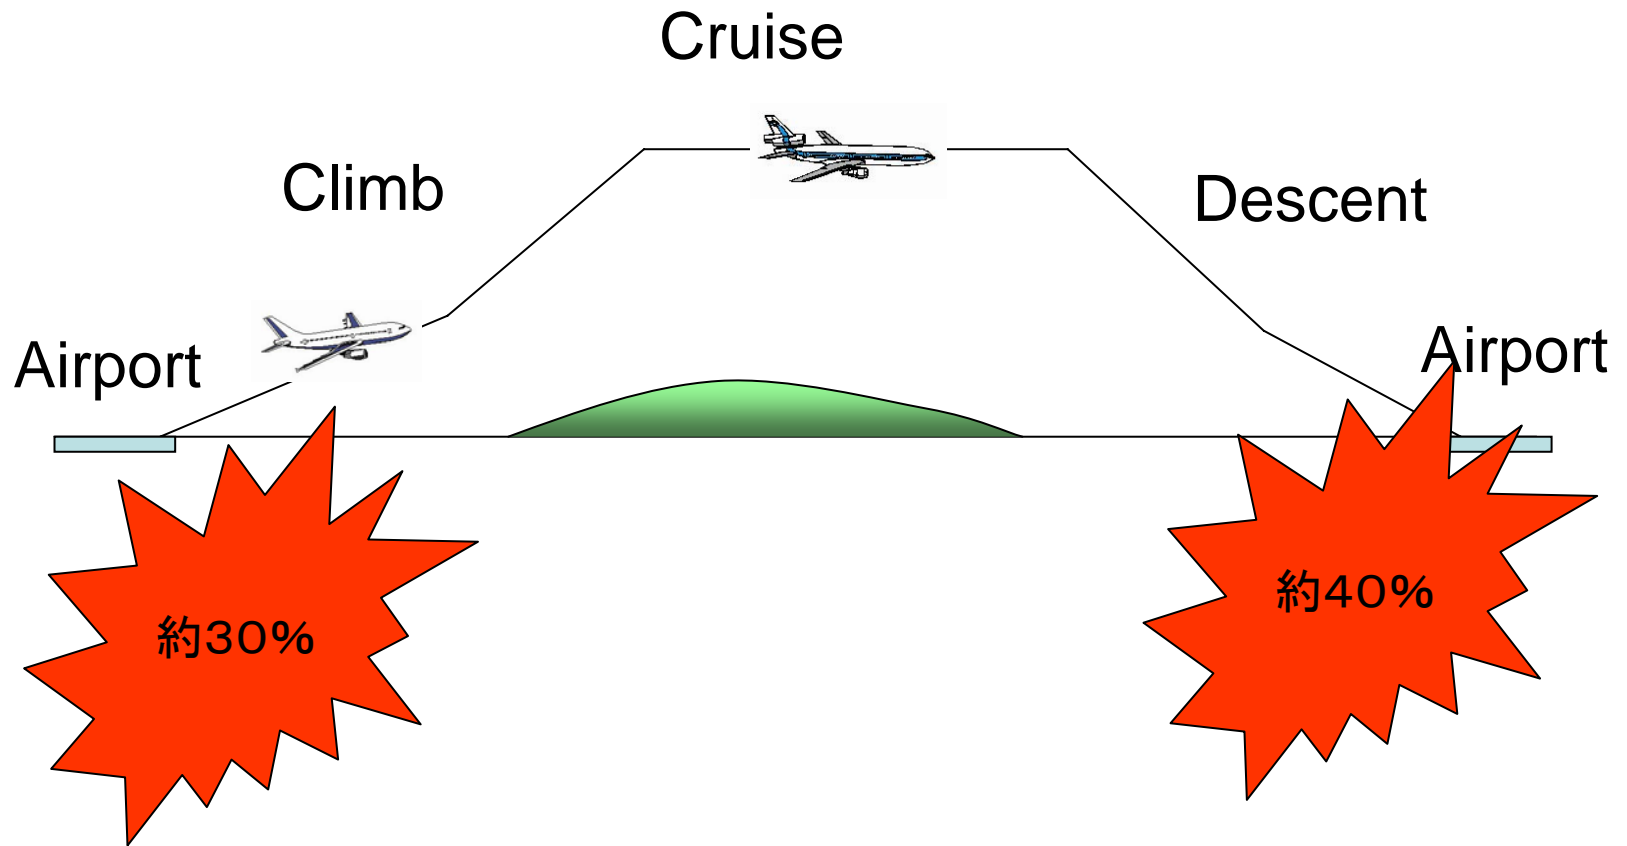 Cruise
Climb
Descent
Airport
Airport
約30%
約40%